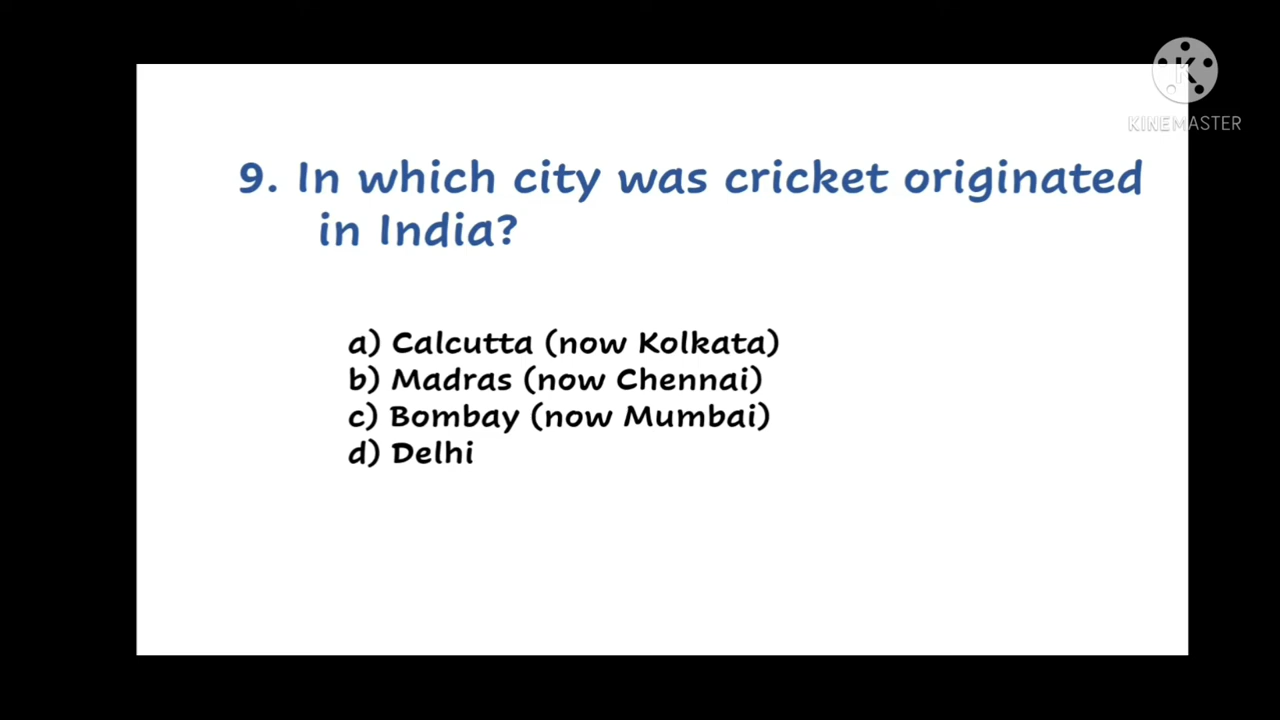 KINEMASTER
9. In which city was cricket originated
in India?
a) Calcutta (now Kolkata)
b) Madras (now Chennai)
c) Bombay (now Mumbai)
d) Delhi